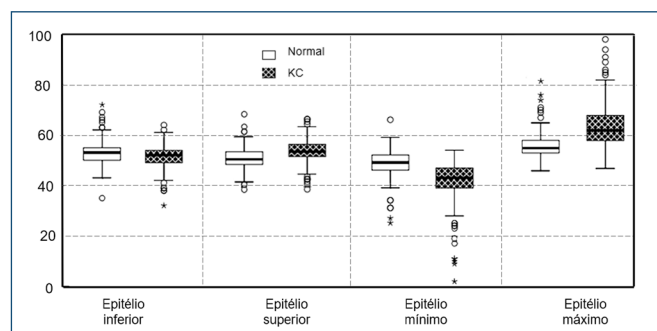 100
80
60
40
20
0
Normal
KC
Epitélio
inferior
Epitélio
superior
Epitélio
mínimo
Epitélio
máximo